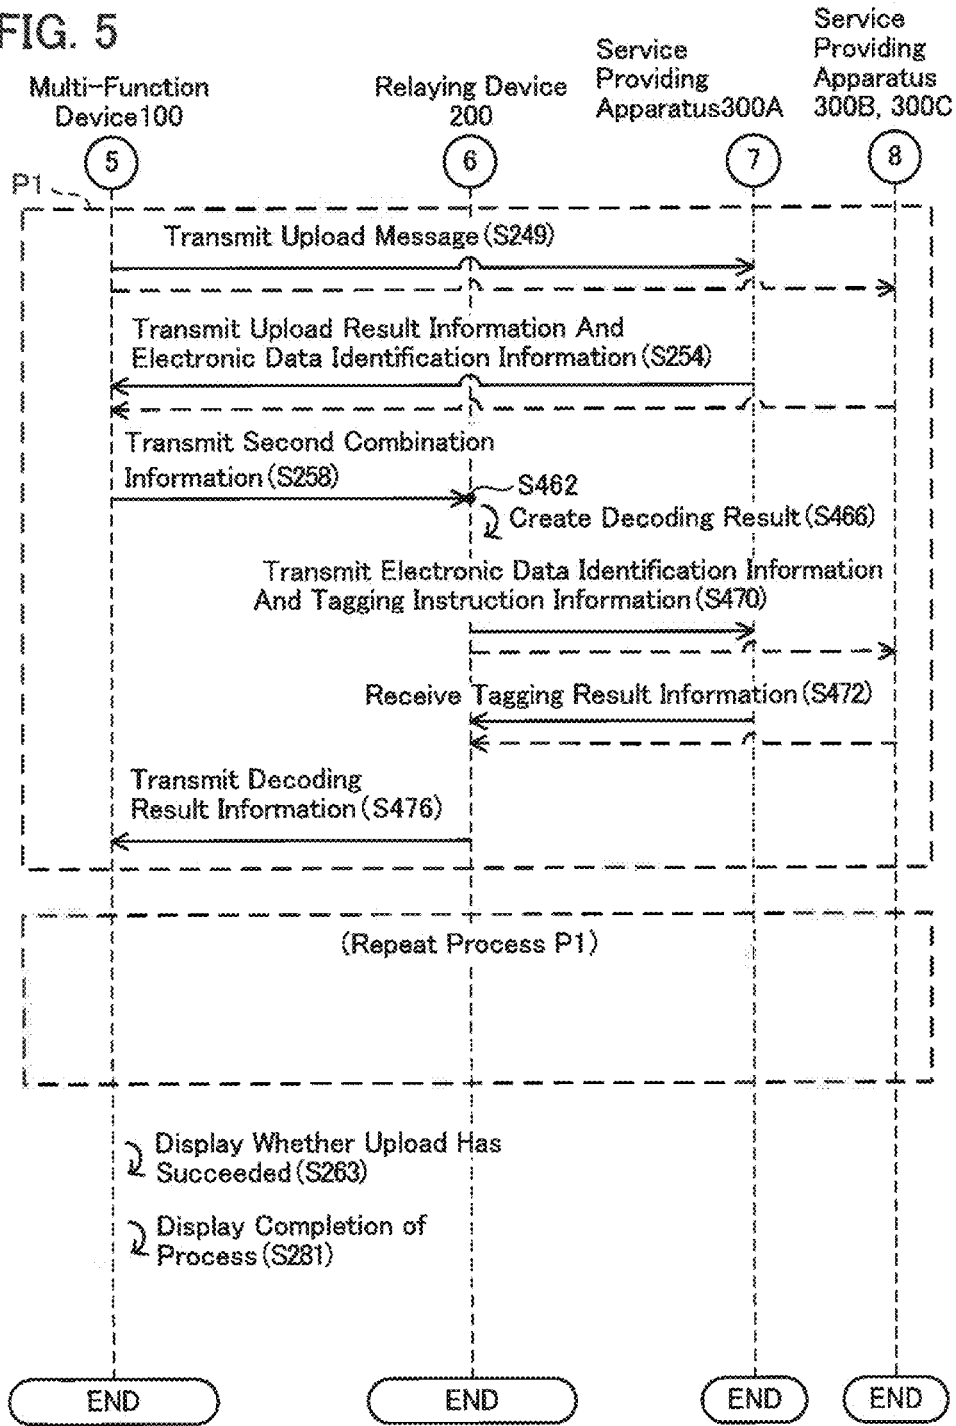 FIG. 5
Multi-Function
Device100
Relaying Device
200
Service
Providing
Apparatus300A
Service
Providing
Apparatus
300B, 300C
5
6
7
8
P1
Transmit Upload Message(S249)
Transmit Upload Result Information And
Electronic Data Identification Information(S254)
Transmit Second Combination
Information(S258)
S462
Create Decoding Result(S466)
Transmit Electronic Data Identification Information
And Tagging Instruction Information(S470)
Receive Tagging Result Information(S472)
Transmit Decoding
Result Information(S476)
(Repeat Process P1)
Display Whether Upload Has
Succeeded(S263)
Display Completion of
Process(S281)
END
END
END
END